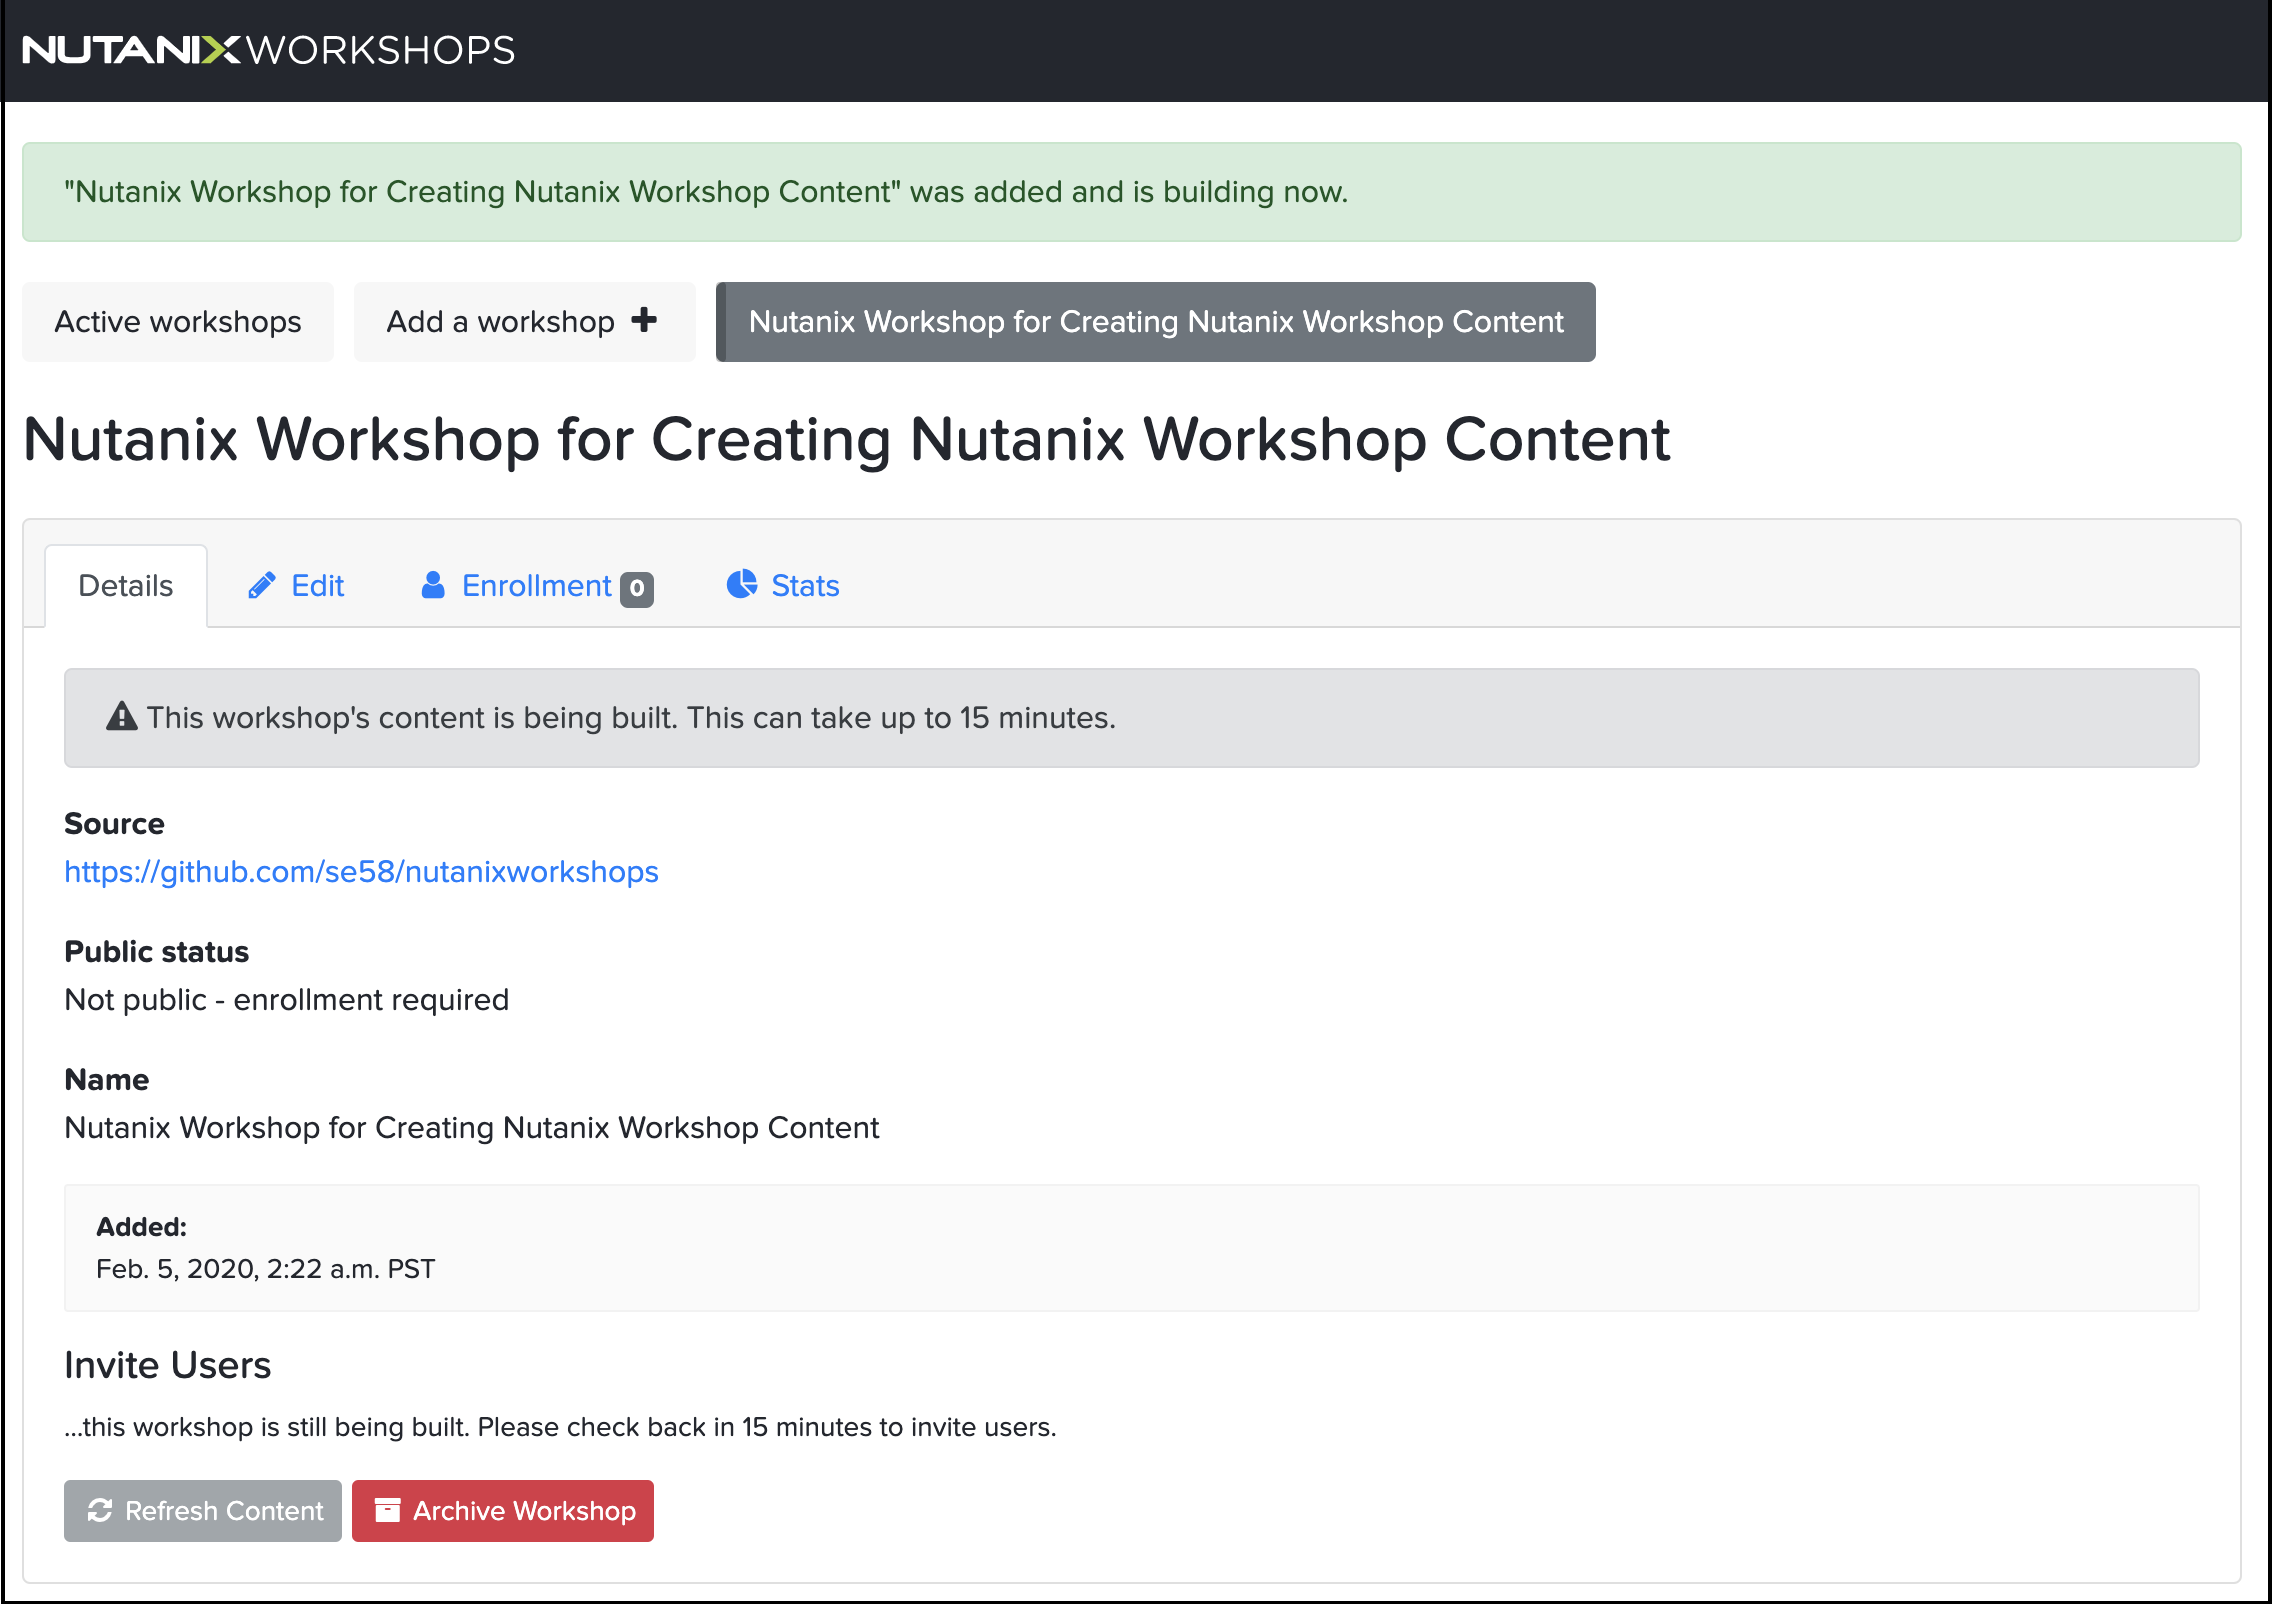 NUTANIX WORKSHOPS
"Nutanix Workshop for Creating Nutanix Workshop Content" was added and is building now.
Active workshops Add a workshop Nutanix Workshop for Creating Nutanix Workshop Content
Nutanix Workshop for Creating Nutanix Workshop Content
Details Edit Enrollment 0 Stats
This workshop's content is being built. This can take up to 15 minutes.
Source
https://github.com/se58/nutanixworkshops
Public status
Not public - enrollment required
Name
Nutanix Workshop for Creating Nutanix Workshop Content
Added:
Feb. 5, 2020, 2:22 a.m. PST
Invite Users
...this workshop is still being built. Please check back in 15 minutes to invite users.
Refresh Content Archive Workshop